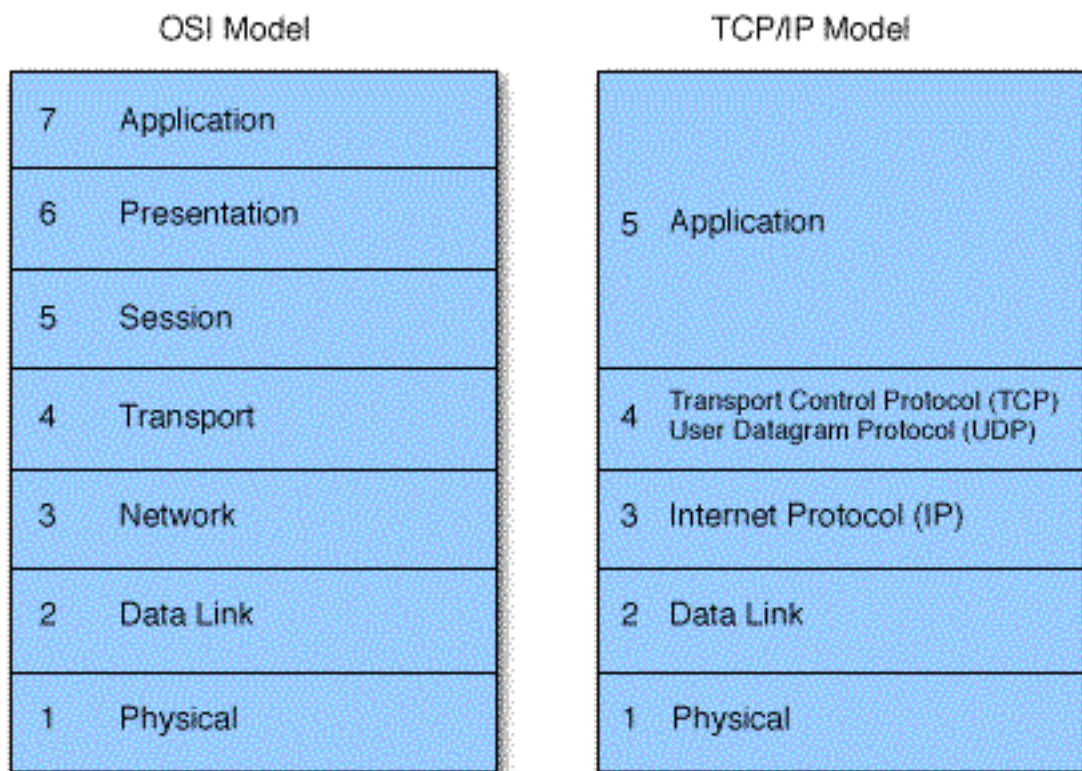 OSI Model
7 Application
6 Presentation
5 Session
4 Transport
3 Network
2 Data Link
1 Physical
TCP/IP Model
5 Application
4 Transport Control Protocol (TCP)
User Datagram Protocol (UDP)
3 Internet Protocol (IP)
2 Data Link
1 Physical